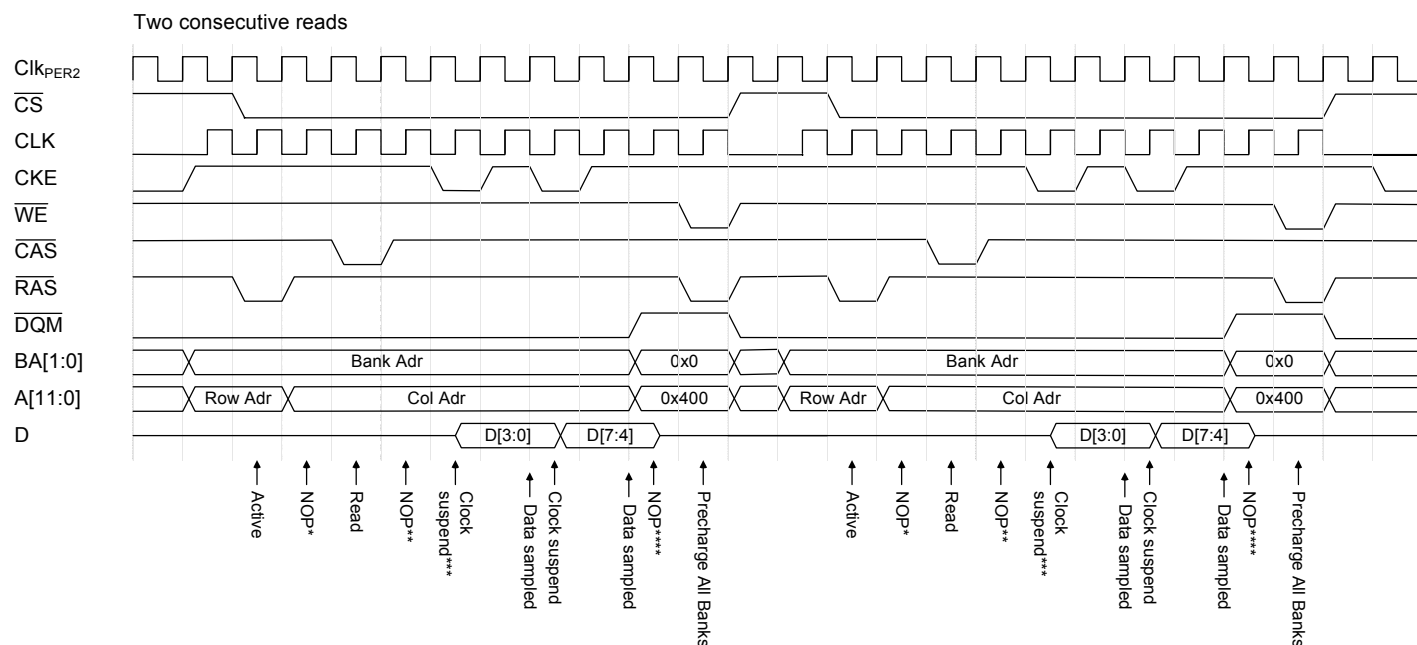 Two consecutive reads
ClkPER2
CS
CLK
CKE
WE
CAS
RAS
DQM
BA[1:0] Bank Adr 0x0 Bank Adr 0x0
A[11:0] Row Adr Col Adr 0x400 Row Adr Col Adr 0x400
D D[3:0] D[7:4] D[3:0] D[7:4]
Active
NOP*
Read
NOP**
Clock
suspend***
Data sampled
Clock suspend
Data sampled
NOP****
Precharge All Banks
Active
NOP*
Read
NOP**
Clock
suspend***
Data sampled
Clock suspend
Data sampled
NOP****
Precharge All Banks